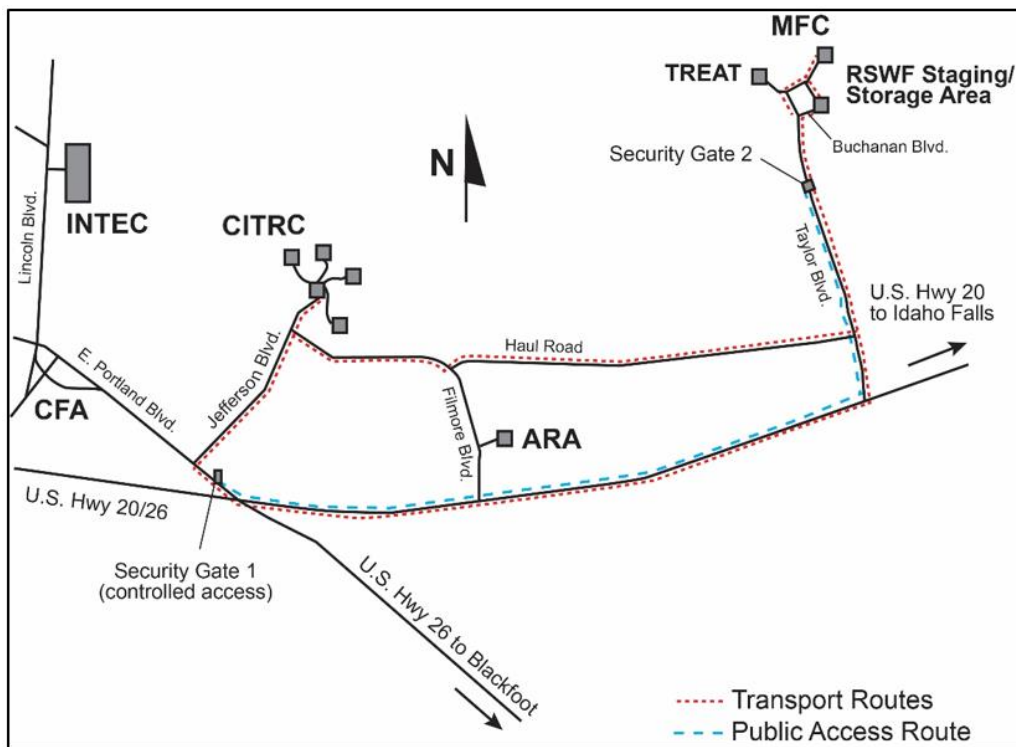 MFC
TREAT
RSWF Staging/
Storage Area
Buchanan Blvd.
Security Gate 2
N
INTEC
Lincoln Blvd.
CITRC
Taylor Blvd.
U.S. Hwy 20
to Idaho Falls
Haul Road
Jefferson Blvd.
E. Portland Blvd.
CFA
Filmore Blvd.
ARA
U.S. Hwy 20/26
Security Gate 1
(controlled access)
U.S. Hwy 26 to Blackfoot
Transport Routes
Public Access Route